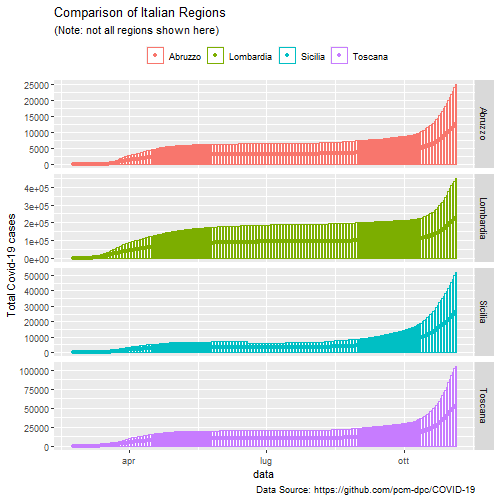 Comparison of Italian Regions
(Note: not all regions shown here)
Abruzzo Lombardia Sicilia Toscana
25000
20000
15000
10000
5000
0
Abruzzo
4e+05
3e+05
2e+05
1e+05
0e+00
Lombardia
50000
40000
30000
20000
10000
0
Sicilia
100000
75000
50000
25000
0
Toscana
Total Covid-19 cases
apr lug ott
data
Data Source: https://github.com/pcm-dpc/COVID-19